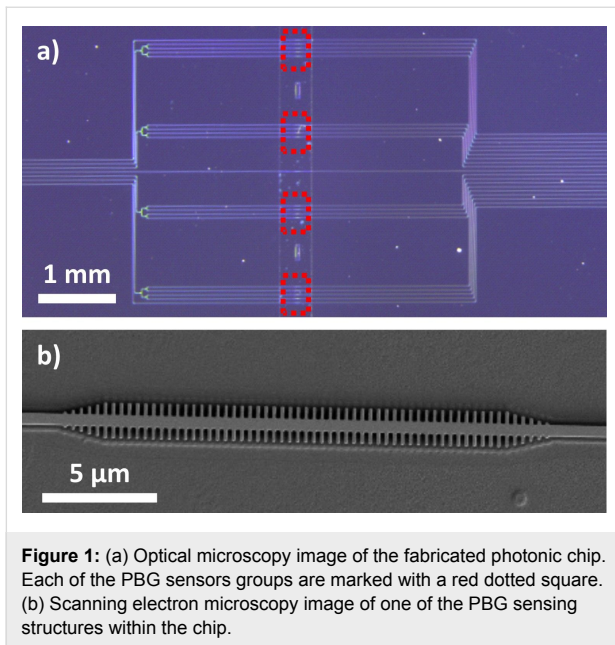 a)
1 mm
b)
5 µm
Figure 1: (a) Optical microscopy image of the fabricated photonic chip.
Each of the PBG sensors groups are marked with a red dotted square.
(b) Scanning electron microscopy image of one of the PBG sensing
structures within the chip.